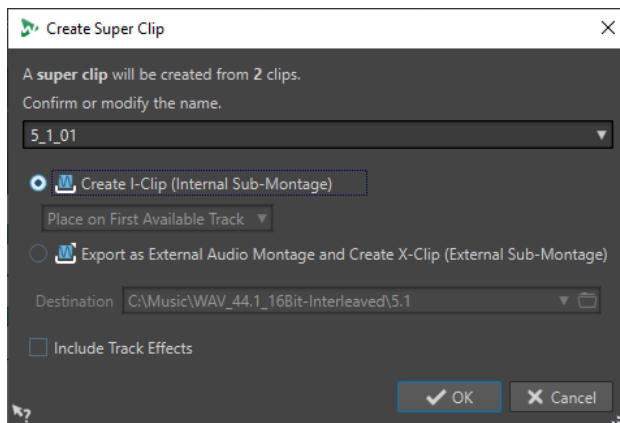 Create Super Clip
A super clip will be created from 2 clips.
Confirm or modify the name.
5_1_01
Create I-Clip (Internal Sub-Montage)
Place on First Available Track
Export as External Audio Montage and Create X-Clip (External Sub-Montage)
Destination C:\Music\WAV_44.1_16Bit-Interleaved\5.1
Include Track Effects
OK Cancel
?